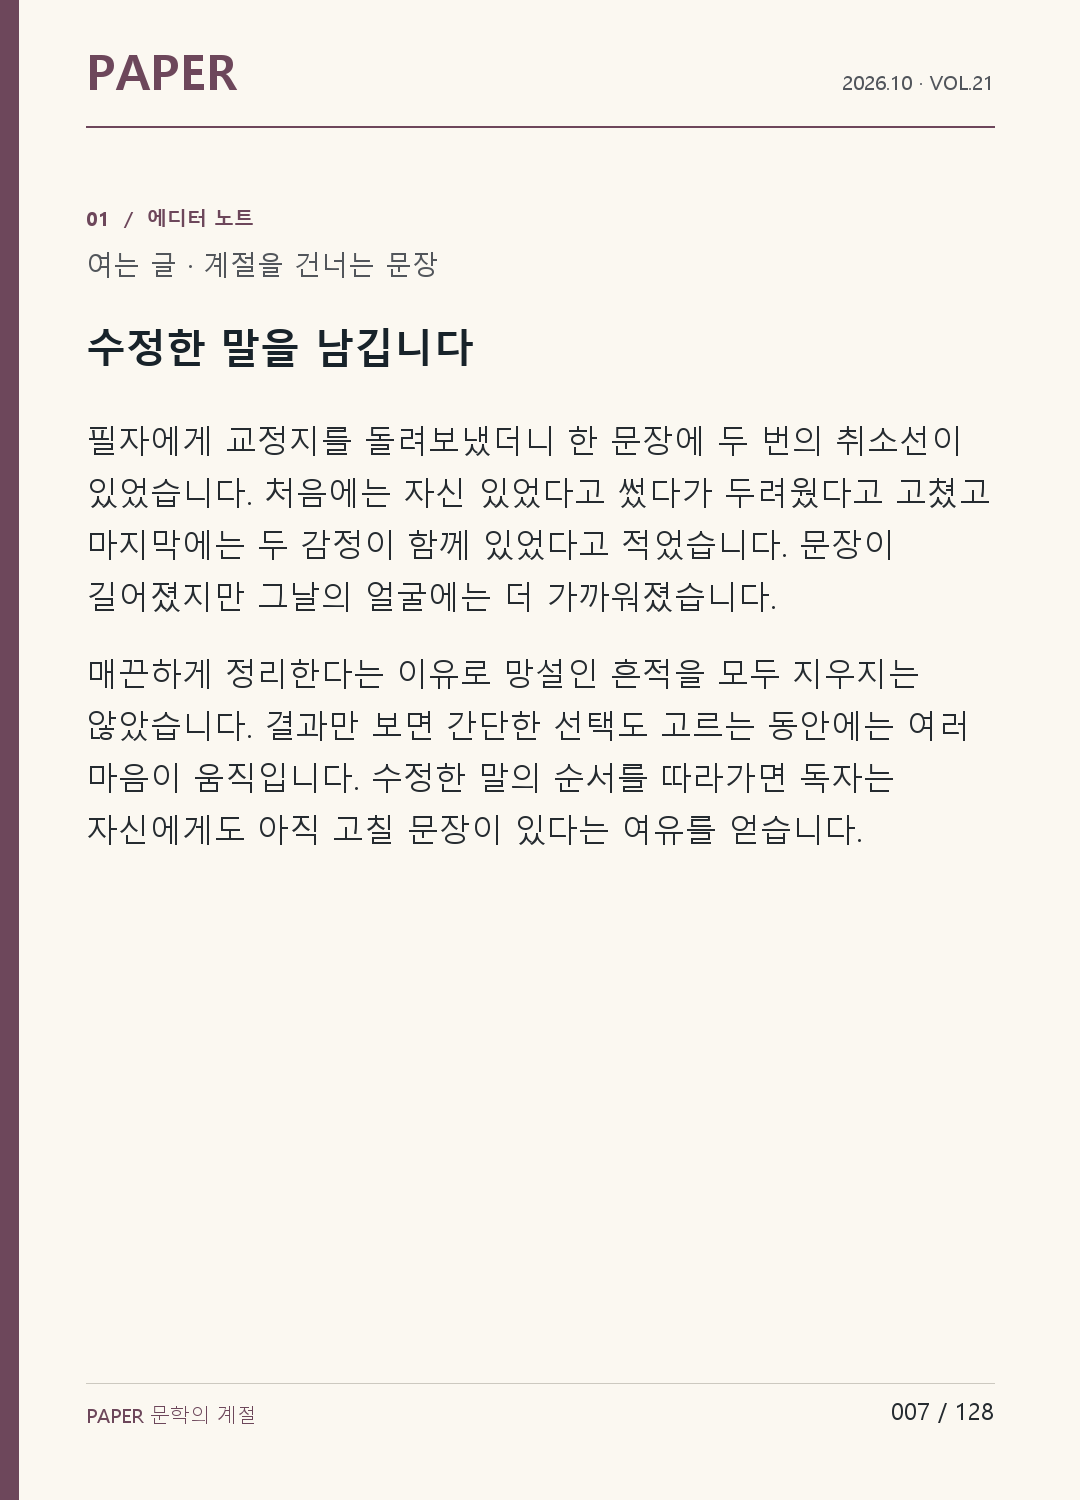 PAPER
2026.10 · VOL.21
01 / 에디터 노트
여는 글 · 계절을 건너는 문장
수정한 말을 남깁니다
필자에게 교정지를 돌려보냈더니 한 문장에 두 번의 취소선이
있었습니다. 처음에는 자신 있었다고 썼다가 두려웠다고 고쳤고
마지막에는 두 감정이 함께 있었다고 적었습니다. 문장이
길어졌지만 그날의 얼굴에는 더 가까워졌습니다.
매끈하게 정리한다는 이유로 망설인 흔적을 모두 지우지는
않았습니다. 결과만 보면 간단한 선택도 고르는 동안에는 여러
마음이 움직입니다. 수정한 말의 순서를 따라가면 독자는
자신에게도 아직 고칠 문장이 있다는 여유를 얻습니다.
PAPER 문학의 계절
007 / 128